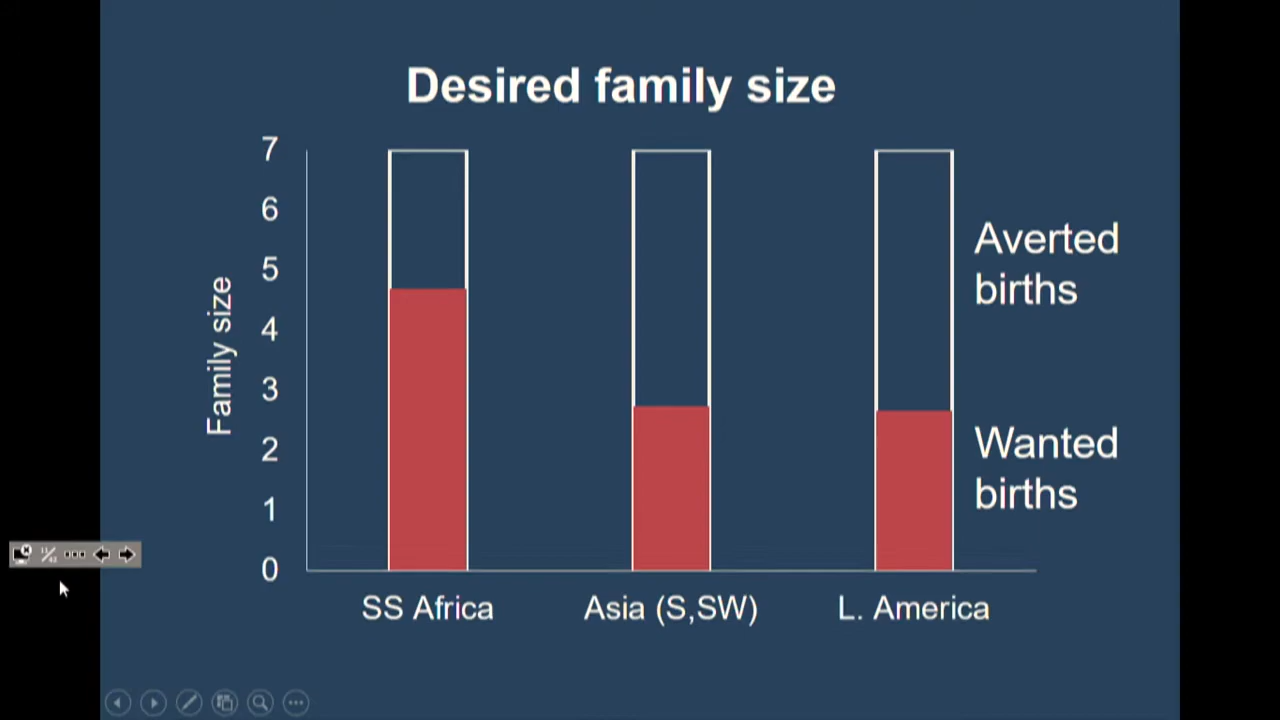 Desired family size
7
6
5
4
3
2
1
0
Family size
Averted
births
Wanted
births
SS Africa
Asia (S,SW)
L. America